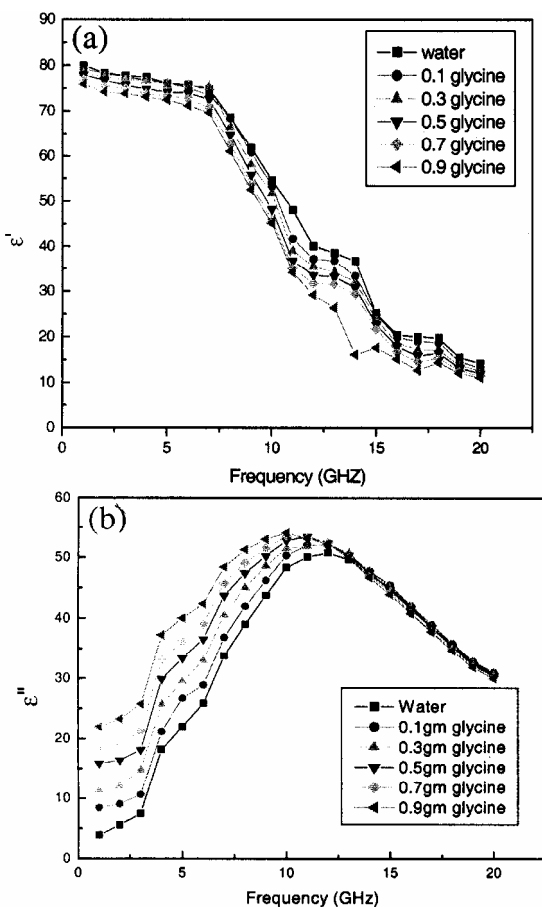 (a)
90
80
70
60
50
40
30
20
10
0
ε'
water
0.1 glycine
0.3 glycine
0.5 glycine
0.7 glycine
0.9 glycine
0 5 10 15 20
Frequency (GHZ)
(b)
60
50
40
30
20
10
0
ε"
Water
0.1gm glycine
0.3gm glycine
0.5gm glycine
0.7gm glycine
0.9gm glycine
0 5 10 15 20
Frequency (GHz)